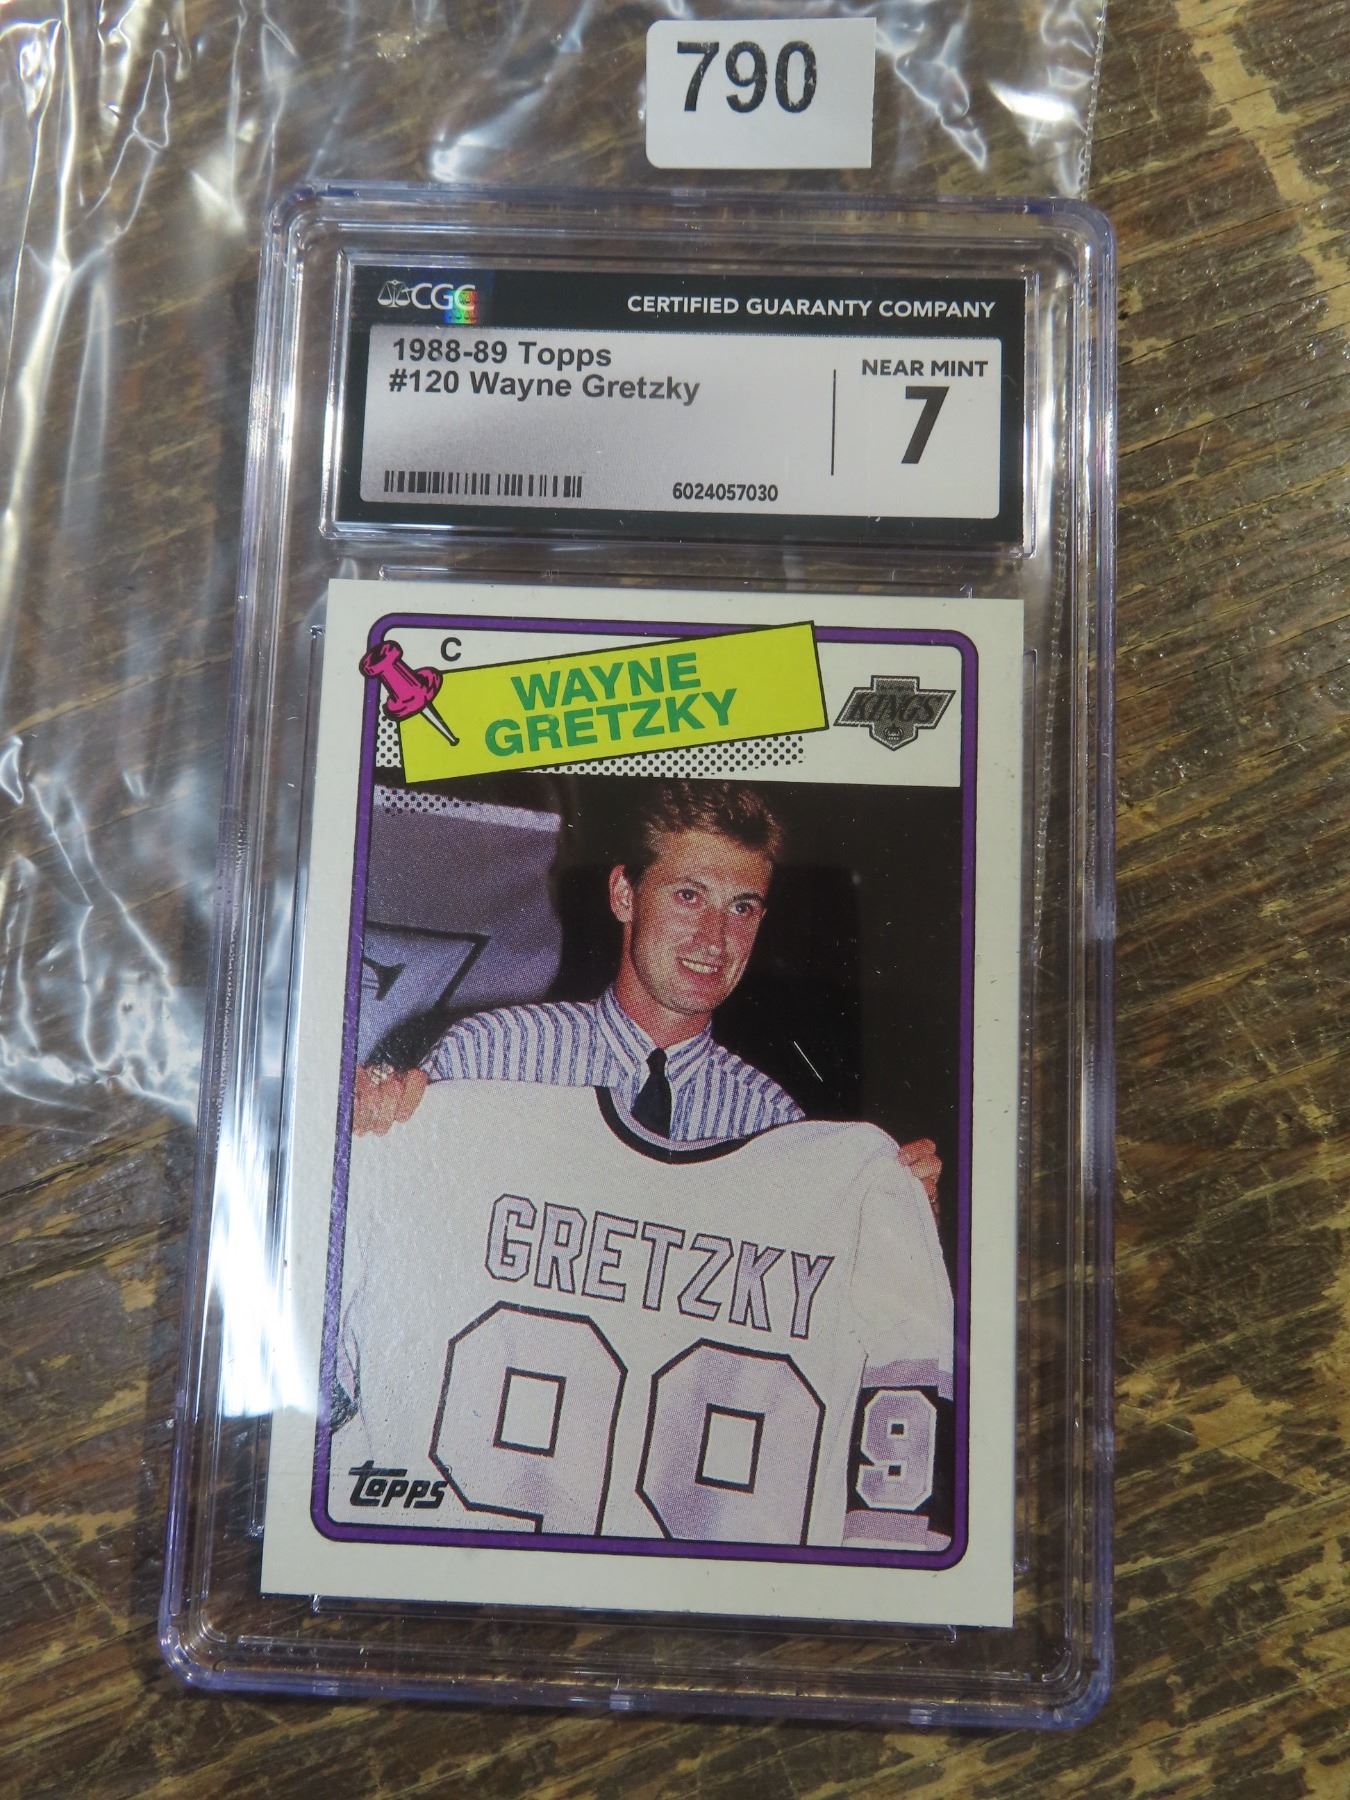 790
CGC
CERTIFIED GUARANTY COMPANY
1988-89 Topps
#120 Wayne Gretzky
NEAR MINT
7
6024057030
C
WAYNE
GRETZKY
KINGS
GRETZKY
99
9
topps